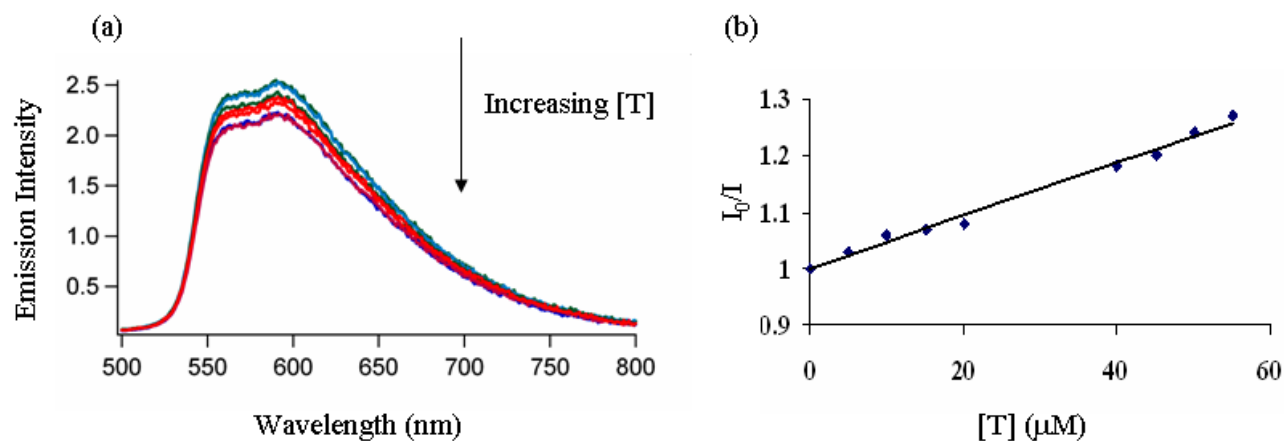 (a)
Emission Intensity
2.5
2.0
1.5
1.0
0.5
Increasing [T]
500 550 600 650 700 750 800
Wavelength (nm)
(b)
I₀/I
1.3
1.2
1.1
1
0.9
0 20 40 60
[T] (µM)